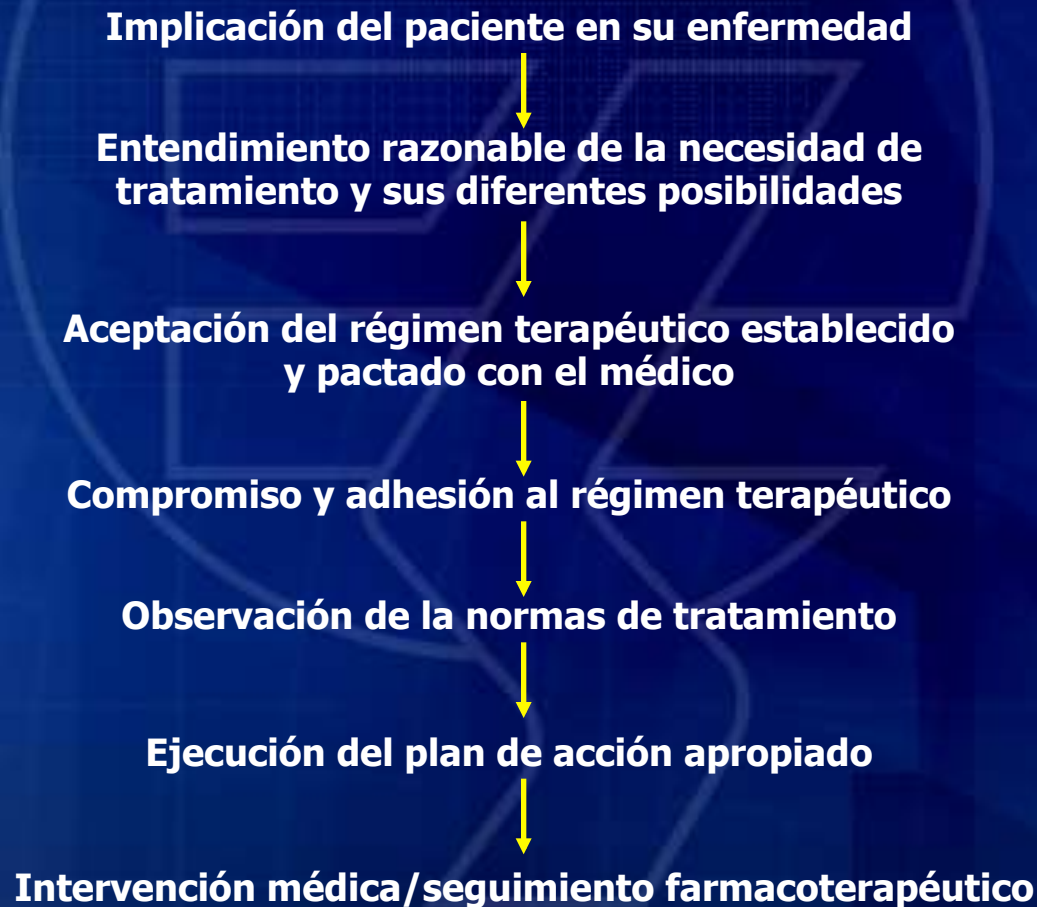 Implicación del paciente en su enfermedad
Entendimiento razonable de la necesidad de
tratamiento y sus diferentes posibilidades
Aceptación del régimen terapéutico establecido
y pactado con el médico
Compromiso y adhesión al régimen terapéutico
Observación de la normas de tratamiento
Ejecución del plan de acción apropiado
Intervención médica/seguimiento farmacoterapéutico